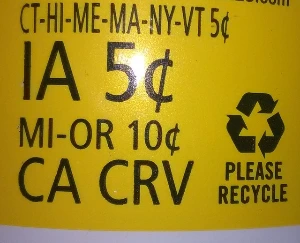 CT-HI-ME-MA-NY-VT 5¢
IA 5¢
MI-OR 10¢
CA CRV
PLEASE
RECYCLE